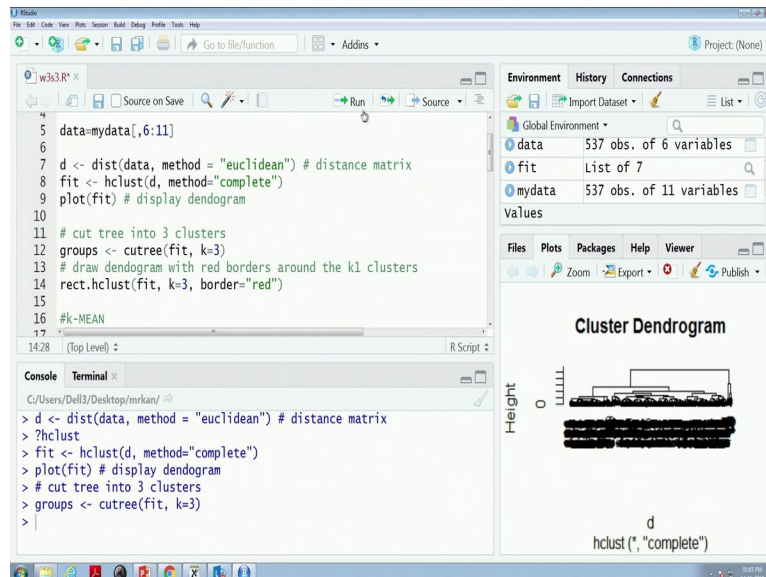 RStudio
File Edit Code View Plots Session Build Debug Profile Tools Help
Go to file/function Addins Project: (None)
w3s3.R*
Source on Save Run Source
4
5 data=mydata[,6:11]
6
7 d <- dist(data, method = "euclidean") # distance matrix
8 fit <- hclust(d, method="complete")
9 plot(fit) # display dendogram
10
11 # cut tree into 3 clusters
12 groups <- cutree(fit, k=3)
13 # draw dendogram with red borders around the k1 clusters
14 rect.hclust(fit, k=3, border="red")
15
16 #k-MEAN
17
14:28 (Top Level) R Script
Console Terminal
C:/Users/Dell3/Desktop/mrkan/
> d <- dist(data, method = "euclidean") # distance matrix
> ?hclust
> fit <- hclust(d, method="complete")
> plot(fit) # display dendogram
> # cut tree into 3 clusters
> groups <- cutree(fit, k=3)
>
Environment History Connections
Import Dataset List
Global Environment
data 537 obs. of 6 variables
fit List of 7
mydata 537 obs. of 11 variables
Values
Files Plots Packages Help Viewer
Zoom Export Publish
Cluster Dendrogram
Height
0
d
hclust (*, "complete")